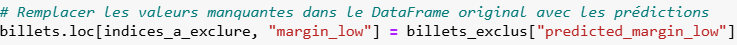 # Remplacer les valeurs manquantes dans le DataFrame original avec les prédictions
billets.loc[indices_a_exclure, "margin_low"] = billets_exclus["predicted_margin_low"]